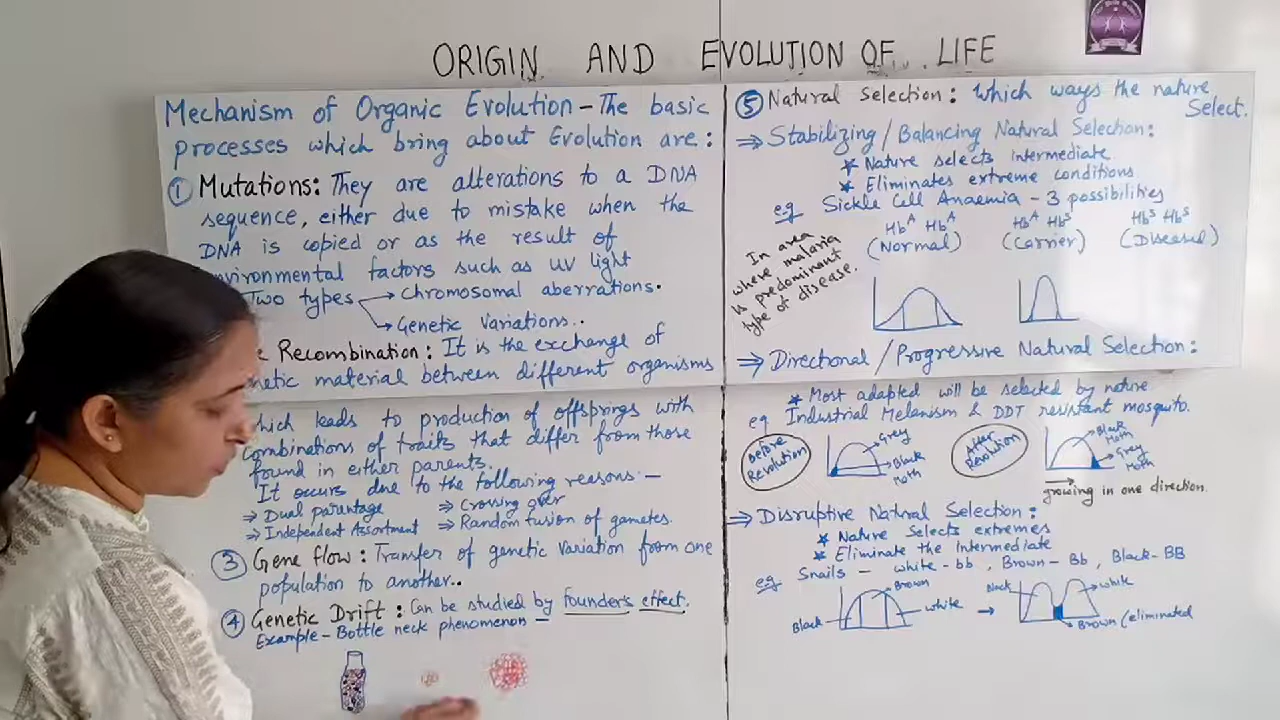 ORIGIN AND EVOLUTION OF LIFE
Mechanism of Organic Evolution - The basic
processes which bring about Evolution are:
① Mutations: They are alterations to a DNA
sequence, either due to mistake when the
DNA is copied or as the result of
nvironmental factors such as UV light
Two types → Chromosomal aberrations.
→ Genetic Variations..
Recombination: It is the exchange of
netic material between different organisms
which leads to production of offsprings with
combinations of traits that differ from those
found in either parents.
It occurs due to the following reasons -
⇒ Dual parentage ⇒ Crossing over
⇒ Independent Assortment ⇒ Random fusion of gametes.
③ Gene flow: Transfer of genetic variation from one
population to another..
④ Genetic Drift: Can be studied by founder's effect.
Example - Bottle neck phenomenon -
⑤ Natural Selection: Which ways the nature
Select.
⇒ Stabilizing / Balancing Natural Selection:
* Nature selects intermediate
* Eliminates extreme conditions
eg Sickle Cell Anaemia - 3 possibilities
Hb^A Hb^A Hb^A Hb^S Hb^S Hb^S
(Normal) (Carrier) (Diseased)
In area
where malaria
is predominant
type of disease.
⇒ Directional / Progressive Natural Selection:
* Most adapted will be selected by nature
eg Industrial Melanism & DDT resistant mosquito.
Before
Revolution
Grey
Black
Moth
After
Revolution
Black
Moth
Grey
Moth
growing in one direction.
⇒ Disruptive Natural Selection:
* Nature Selects extremes
* Eliminate the Intermediate
eg Snails - white - bb, Brown - Bb, Black - BB
Black Brown white → white
Brown (eliminated